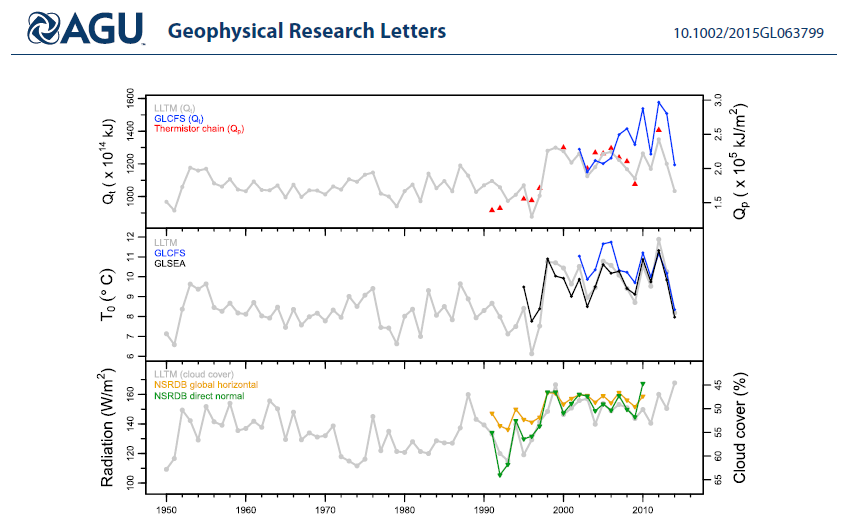 AGU Geophysical Research Letters 10.1002/2015GL063799
LLTM (Qt)
GLCFS (Qt)
Thermistor chain (Qp)
Qt ( x 10^14 kJ)
1600
1400
1200
1000
Qp ( x 10^5 kJ/m²)
3.0
2.5
2.0
1.5
LLTM
GLCFS
GLSEA
T0 (° C)
12
11
10
9
8
7
6
LLTM (cloud cover)
NSRDB global horizontal
NSRDB direct normal
Radiation (W/m²)
160
140
120
100
Cloud cover (%)
45
50
55
60
65
1950 1960 1970 1980 1990 2000 2010